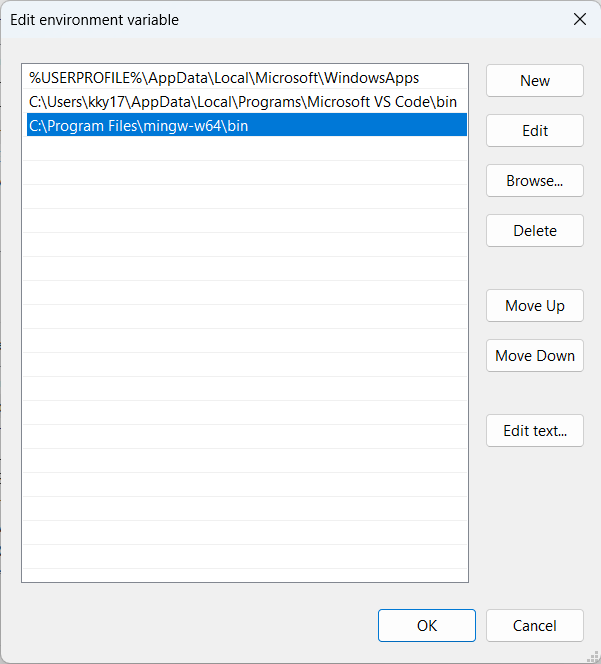 Edit environment variable
%USERPROFILE%\AppData\Local\Microsoft\WindowsApps
C:\Users\kky17\AppData\Local\Programs\Microsoft VS Code\bin
C:\Program Files\mingw-w64\bin
New
Edit
Browse...
Delete
Move Up
Move Down
Edit text...
OK
Cancel